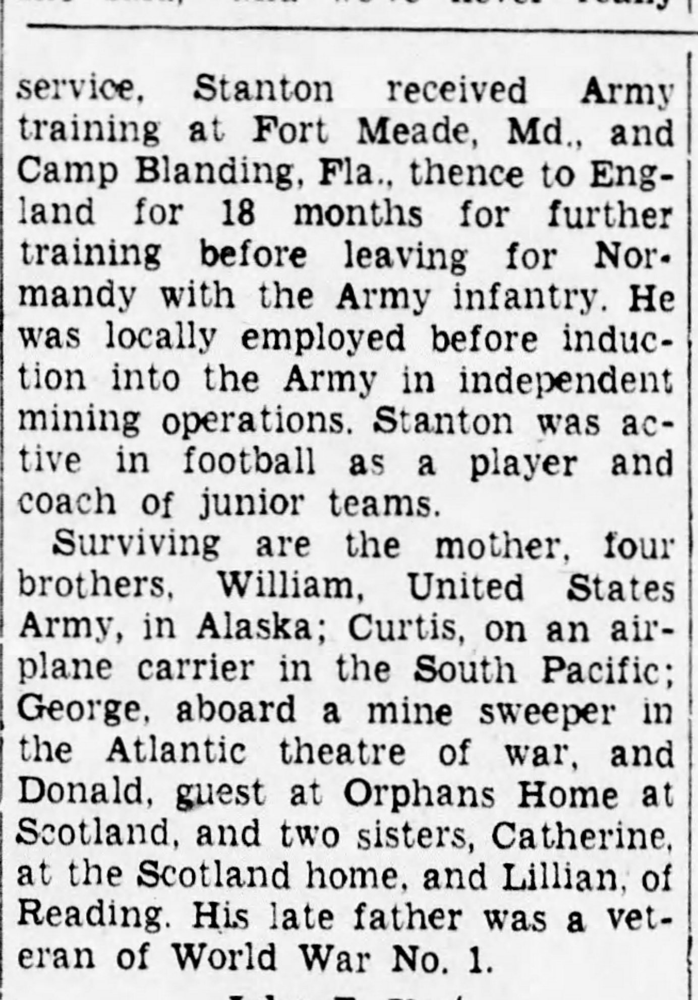 service, Stanton received Army
training at Fort Meade, Md., and
Camp Blanding, Fla., thence to Eng-
land for 18 months for further
training before leaving for Nor-
mandy with the Army infantry. He
was locally employed before induc-
tion into the Army in independent
mining operations. Stanton was ac-
tive in football as a player and
coach of junior teams.
Surviving are the mother, four
brothers, William, United States
Army, in Alaska; Curtis, on an air-
plane carrier in the South Pacific;
George, aboard a mine sweeper in
the Atlantic theatre of war, and
Donald, guest at Orphans Home at
Scotland, and two sisters, Catherine,
at the Scotland home, and Lillian, of
Reading. His late father was a vet-
eran of World War No. 1.